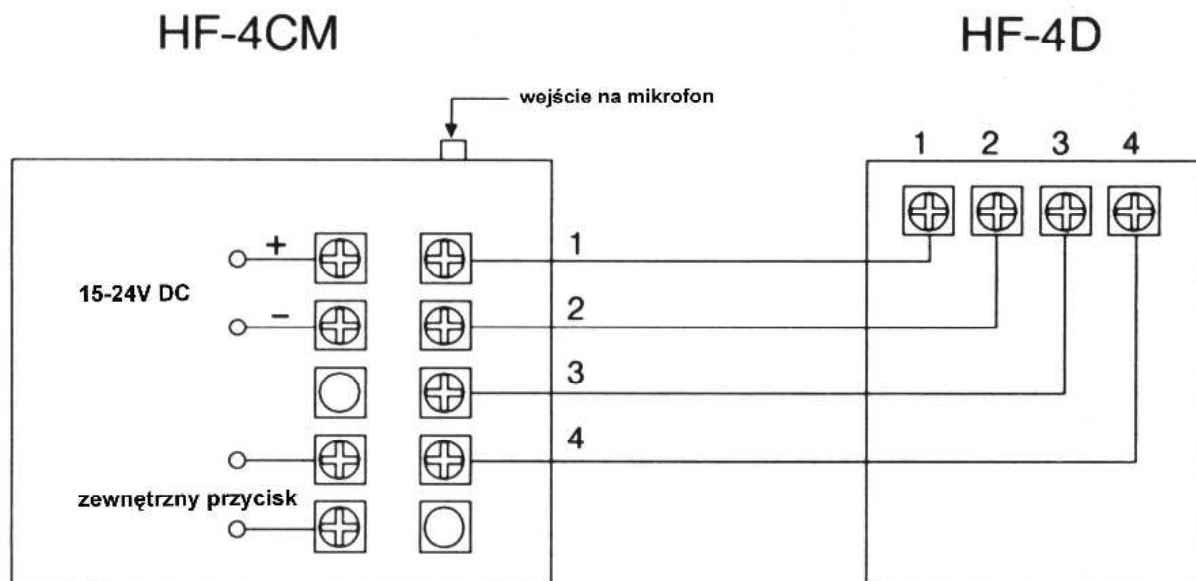 HF-4CM
HF-4D
wejście na mikrofon
1 2 3 4
+
1
15-24V DC
−
2
3
4
zewnętrzny przycisk